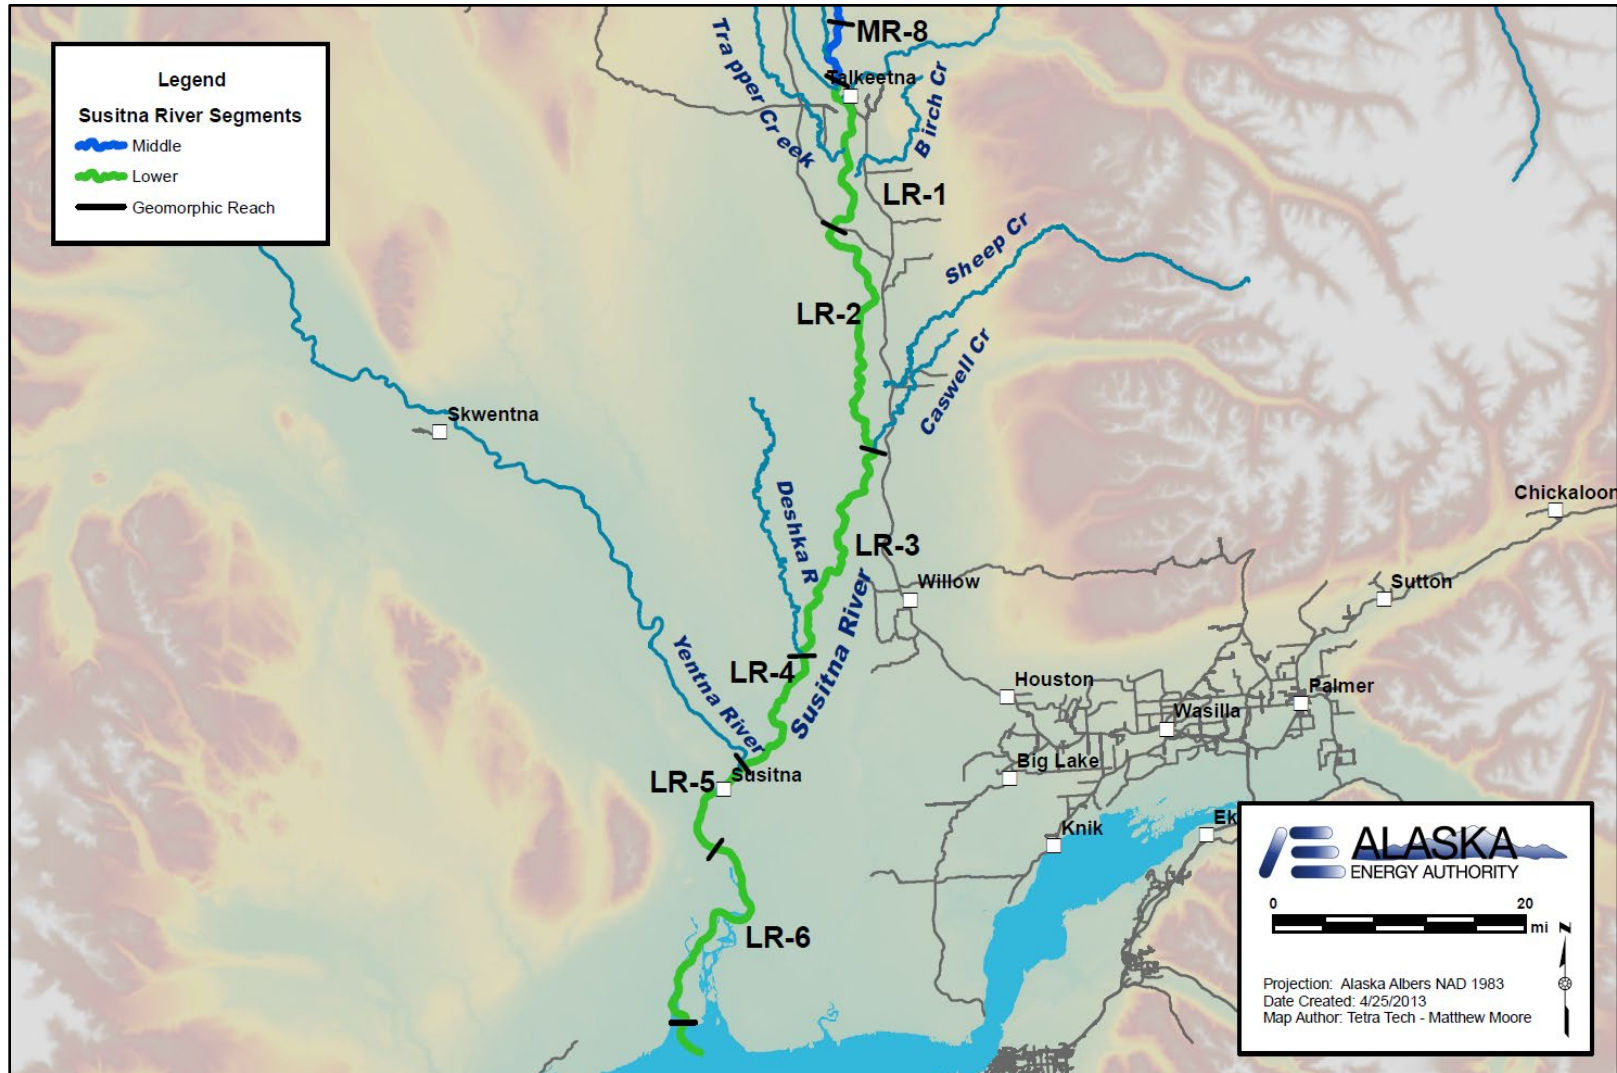 Legend
Susitna River Segments
Middle
Lower
Geomorphic Reach
MR-8
Talkeetna
Trapper Creek
Birch Cr
LR-1
Sheep Cr
LR-2
Caswell Cr
Skwentna
Deshka R
Chickaloon
LR-3
Willow
Sutton
Susitna River
Yentna River
LR-4
Houston
Palmer
Wasilla
Big Lake
LR-5
Susitna
Knik
Ek
LR-6
ALASKA
ENERGY AUTHORITY
0 20
mi
N
Projection: Alaska Albers NAD 1983
Date Created: 4/25/2013
Map Author: Tetra Tech - Matthew Moore